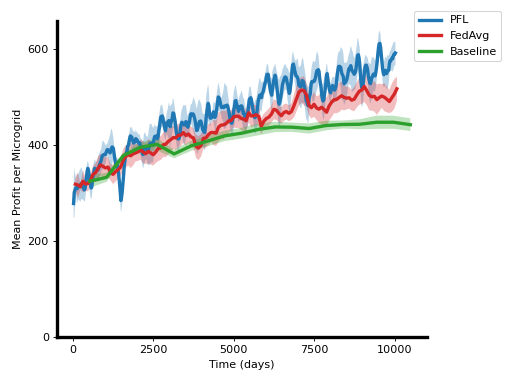 PFL
FedAvg
Baseline
Mean Profit per Microgrid
600
400
200
0
0 2500 5000 7500 10000
Time (days)